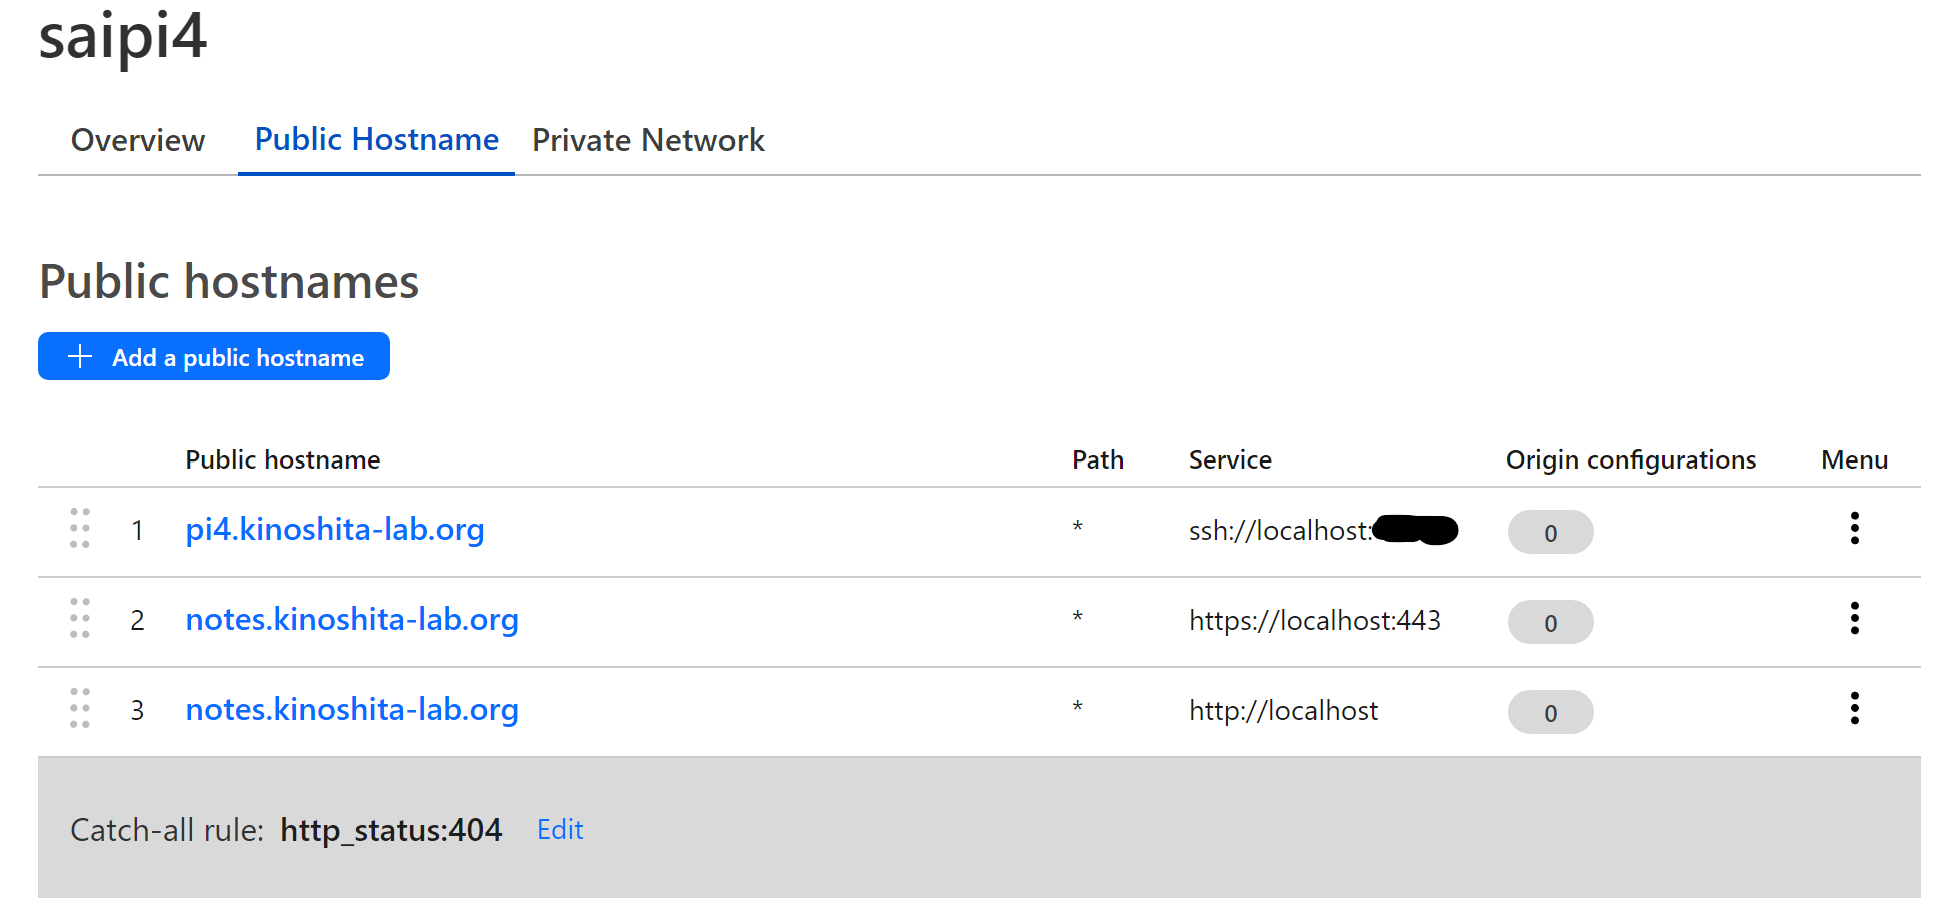 saipi4
Overview Public Hostname Private Network
Public hostnames
Add a public hostname
Public hostname Path Service Origin configurations Menu
1 pi4.kinoshita-lab.org * ssh://localhost: 0
2 notes.kinoshita-lab.org * https://localhost:443 0
3 notes.kinoshita-lab.org * http://localhost 0
Catch-all rule: http_status:404 Edit